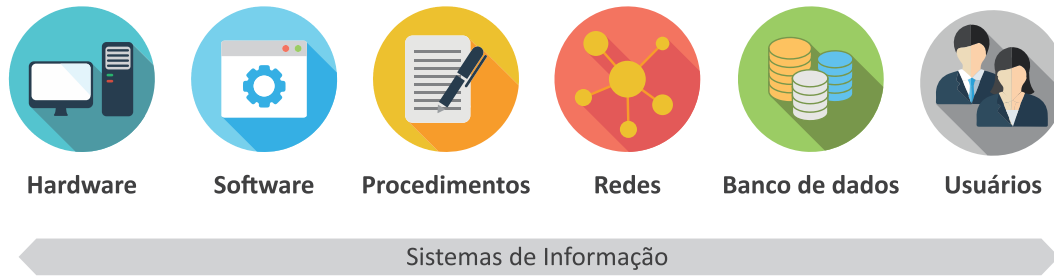 Hardware
Software
Procedimentos
Redes
Banco de dados
Usuários
Sistemas de Informação